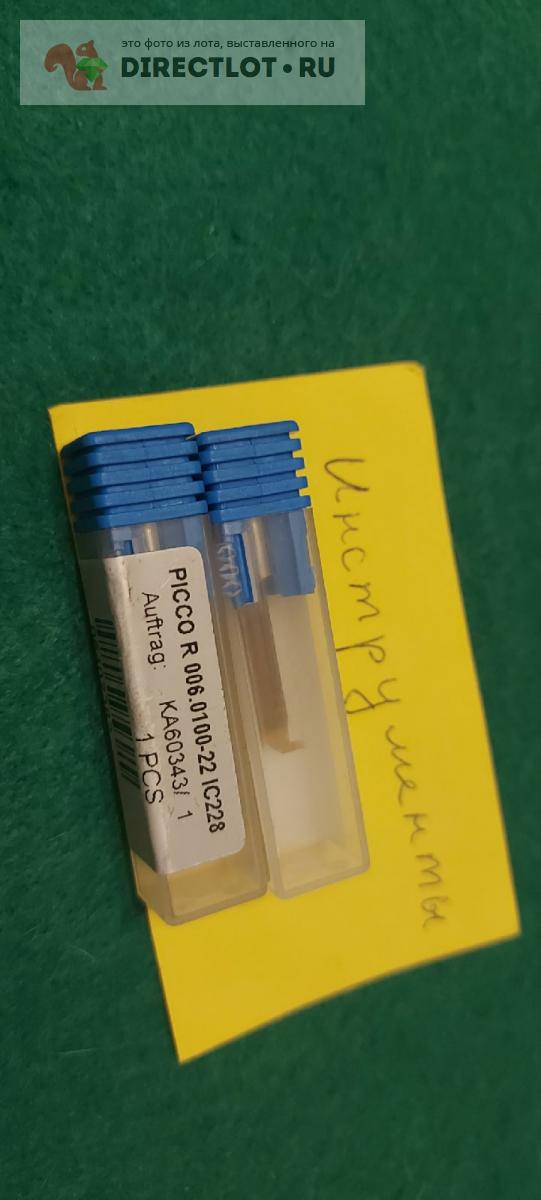 это фото из лота, выставленного на
DIRECTLOT.RU
PICCO R 006.0100-22 IC228
Auftrag: KA60343/ 1
1 PCS
Инструменты